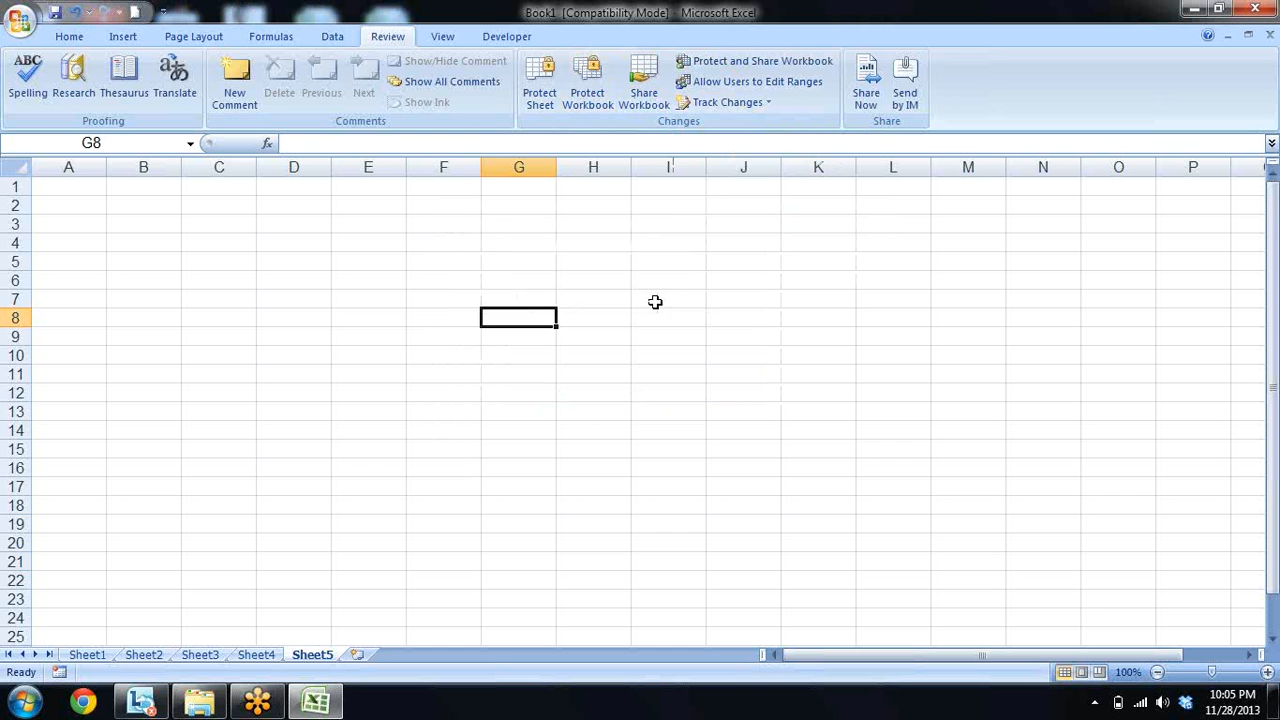 Book1 [Compatibility Mode] - Microsoft Excel
Home Insert Page Layout Formulas Data Review View Developer
ABC
Spelling Research Thesaurus Translate
Proofing
New Comment Delete Previous Next
Show/Hide Comment
Show All Comments
Show Ink
Comments
Protect Sheet Protect Workbook Share Workbook
Protect and Share Workbook
Allow Users to Edit Ranges
Track Changes
Changes
Share Now Send by IM
Share
G8 fx
A B C D E F G H I J K L M N O P
1
2
3
4
5
6
7
8
9
10
11
12
13
14
15
16
17
18
19
20
21
22
23
24
25
Sheet1 Sheet2 Sheet3 Sheet4 Sheet5
Ready 100%
10:05 PM
11/28/2013